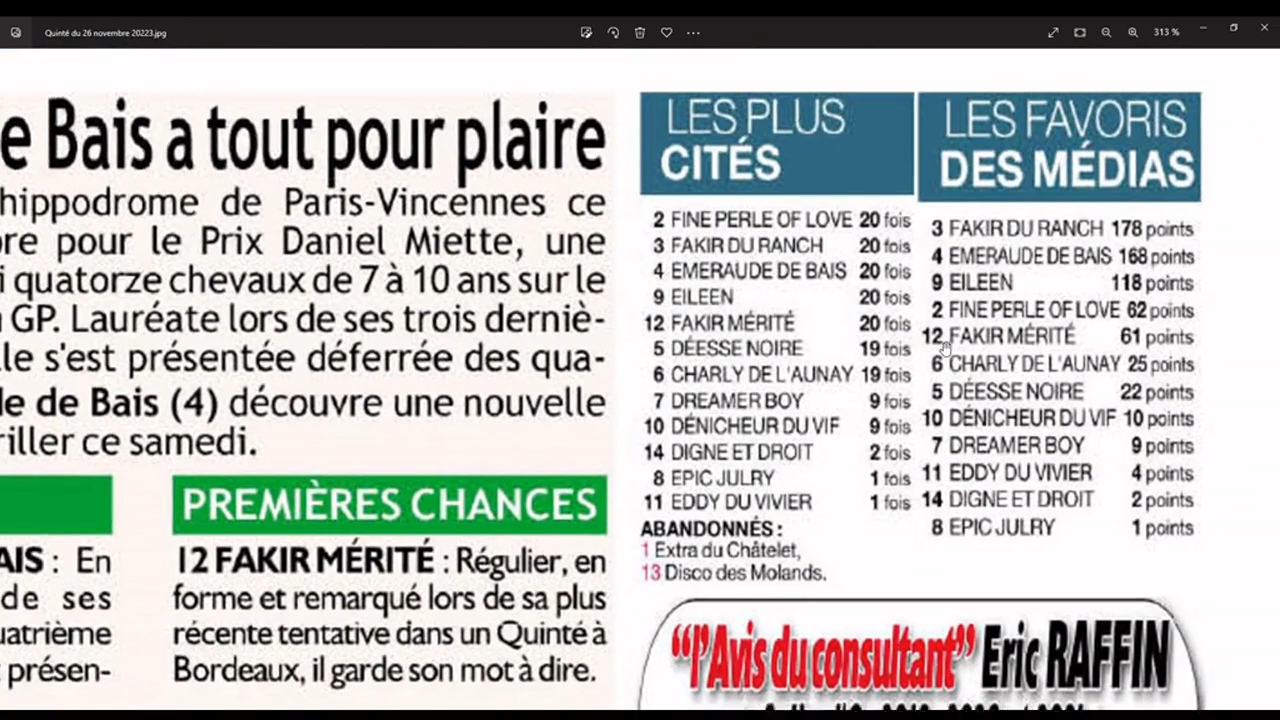 Quinté du 26 novembre 20223.jpg
313 %
e Bais a tout pour plaire
hippodrome de Paris-Vincennes ce
bre pour le Prix Daniel Miette, une
i quatorze chevaux de 7 à 10 ans sur le
GP. Lauréate lors de ses trois derniè-
lle s'est présentée déferrée des qua-
de de Bais (4) découvre une nouvelle
riller ce samedi.
AIS : En
de ses
uatrième
présen-
PREMIÈRES CHANCES
12 FAKIR MÉRITÉ : Régulier, en
forme et remarqué lors de sa plus
récente tentative dans un Quinté à
Bordeaux, il garde son mot à dire.
LES PLUS
CITÉS
2 FINE PERLE OF LOVE 20 fois
3 FAKIR DU RANCH 20 fois
4 EMERAUDE DE BAIS 20 fois
9 EILEEN 20 fois
12 FAKIR MÉRITÉ 20 fois
5 DÉESSE NOIRE 19 fois
6 CHARLY DE L'AUNAY 19 fois
7 DREAMER BOY 9 fois
10 DÉNICHEUR DU VIF 9 fois
14 DIGNE ET DROIT 2 fois
8 EPIC JULRY 1 fois
11 EDDY DU VIVIER 1 fois
ABANDONNÉS :
1 Extra du Châtelet,
13 Disco des Molands.
LES FAVORIS
DES MÉDIAS
3 FAKIR DU RANCH 178 points
4 EMERAUDE DE BAIS 168 points
9 EILEEN 118 points
2 FINE PERLE OF LOVE 62 points
12 FAKIR MÉRITÉ 61 points
6 CHARLY DE L'AUNAY 25 points
5 DÉESSE NOIRE 22 points
10 DÉNICHEUR DU VIF 10 points
7 DREAMER BOY 9 points
11 EDDY DU VIVIER 4 points
14 DIGNE ET DROIT 2 points
8 EPIC JULRY 1 points
"l'Avis du consultant" Eric RAFFIN